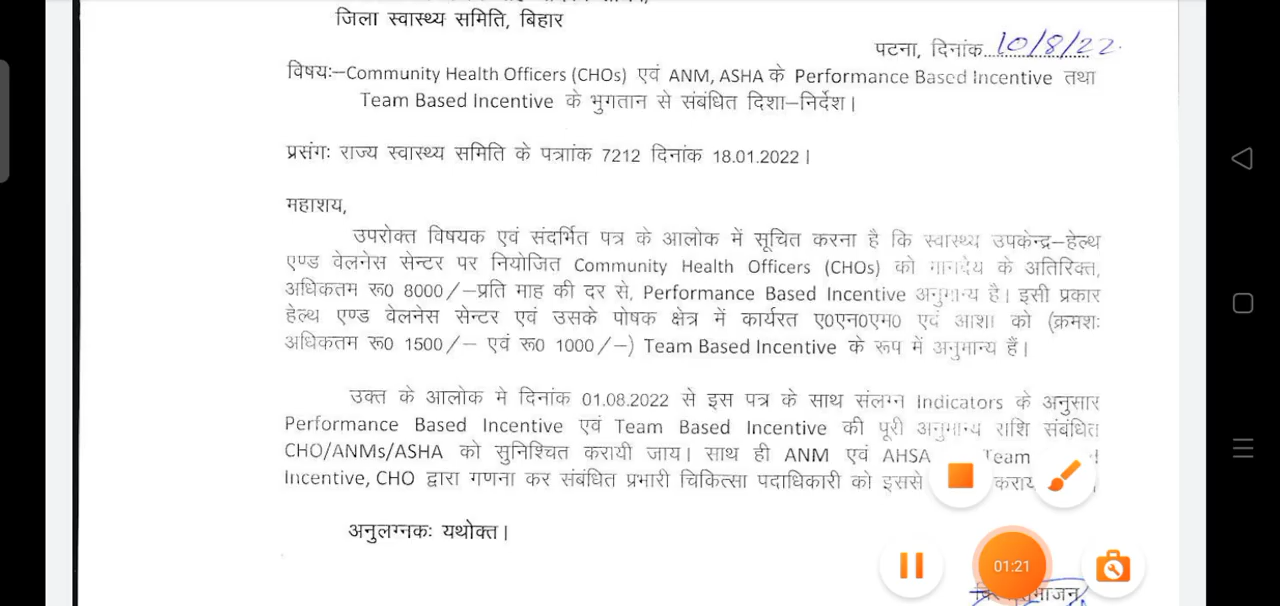 जिला स्वास्थ्य समिति, बिहार
पटना, दिनांक 10/8/22
विषयः–Community Health Officers (CHOs) एवं ANM, ASHA के Performance Based Incentive तथा
Team Based Incentive के भुगतान से संबंधित दिशा–निर्देश।
प्रसंगः राज्य स्वास्थ्य समिति के पत्राांक 7212 दिनांक 18.01.2022।
महाशय,
उपरोक्त विषयक एवं संदर्भित पत्र के आलोक में सूचित करना है कि स्वास्थ्य उपकेन्द्र–हेल्थ
एण्ड वेलनेस सेन्टर पर नियोजित Community Health Officers (CHOs) को मानदेय के अतिरिक्त,
अधिकतम रू0 8000/–प्रति माह की दर से, Performance Based Incentive अनुमान्य है। इसी प्रकार
हेल्थ एण्ड वेलनेस सेन्टर एवं उसके पोषक क्षेत्र में कार्यरत ए0एन0एम0 एवं आशा को (क्रमशः
अधिकतम रू0 1500/– एवं रू0 1000/–) Team Based Incentive के रूप में अनुमान्य हैं।
उक्त के आलोक मे दिनांक 01.08.2022 से इस पत्र के साथ संलग्न Indicators के अनुसार
Performance Based Incentive एवं Team Based Incentive की पूरी अनुमान्य राशि संबंधित
CHO/ANMs/ASHA को सुनिश्चित करायी जाय। साथ ही ANM एवं AHSA Team
Incentive, CHO द्वारा गणना कर संबंधित प्रभारी चिकित्सा पदाधिकारी को इससे
अनुलग्नकः यथोक्त।
01:21